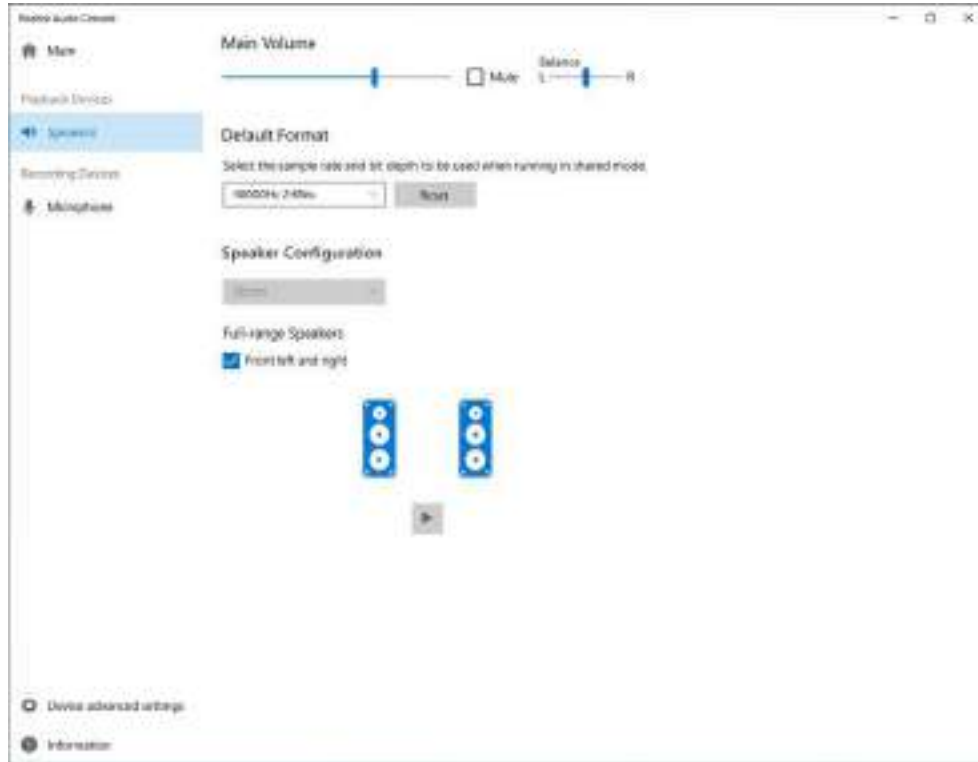 Realtek Audio Console
Main
Playback Devices
Speakers
Recording Devices
Microphone
Device advanced settings
Information
Main Volume
Mute
Balance
L
R
Default Format
Select the sample rate and bit depth to be used when running in shared mode.
Reset
Speaker Configuration
Stereo
Full-range Speakers
Front left and right